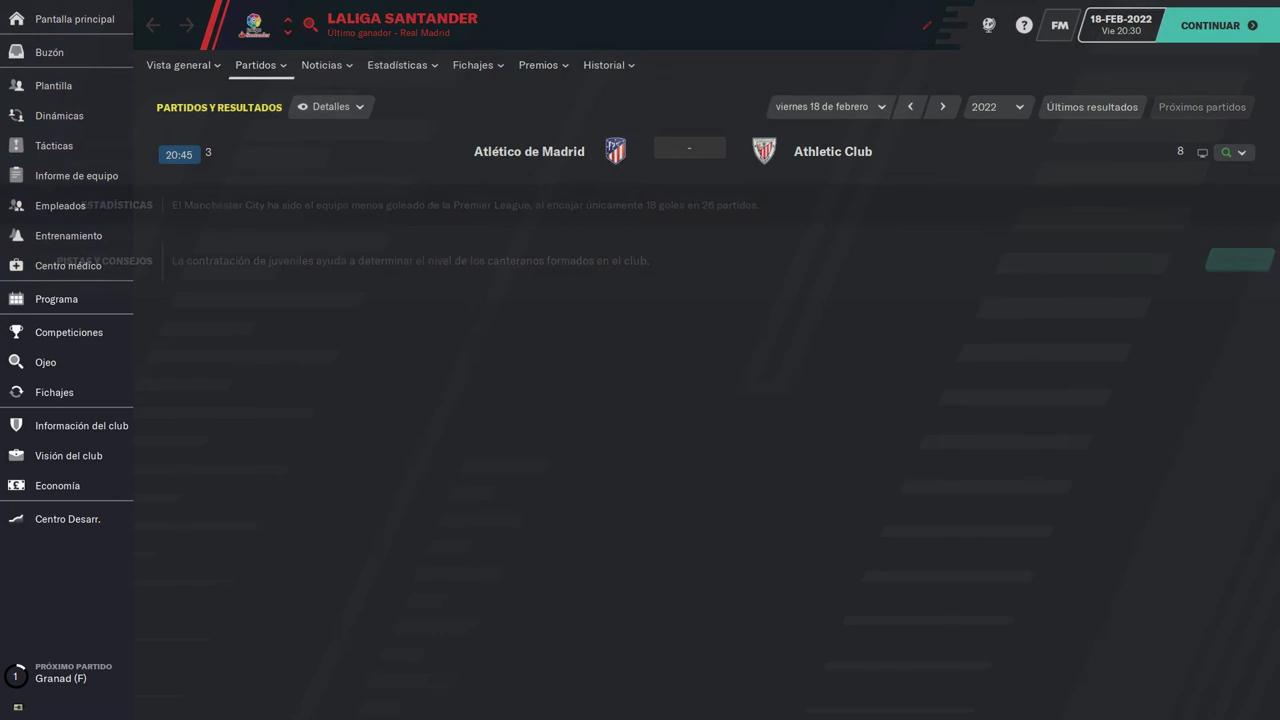 Pantalla principal
LALIGA SANTANDER
Último ganador - Real Madrid
FM
18-FEB-2022
Vie 20:30
CONTINUAR
Buzón
Vista general
Partidos
Noticias
Estadísticas
Fichajes
Premios
Historial
Plantilla
Dinámicas
Tácticas
Informe de equipo
Empleados
Entrenamiento
Centro médico
Programa
Competiciones
Ojeo
Fichajes
Información del club
Visión del club
Economía
Centro Desarr.
PRÓXIMO PARTIDO
1
Granad (F)
PARTIDOS Y RESULTADOS
Detalles
viernes 18 de febrero
2022
Últimos resultados
Próximos partidos
20:45
3
Atlético de Madrid
-
Athletic Club
8
ESTADÍSTICAS
El Manchester City ha sido el equipo menos goleado de la Premier League, al encajar únicamente 18 goles en 26 partidos.
PISTAS Y CONSEJOS
La contratación de juveniles ayuda a determinar el nivel de los canteranos formados en el club.